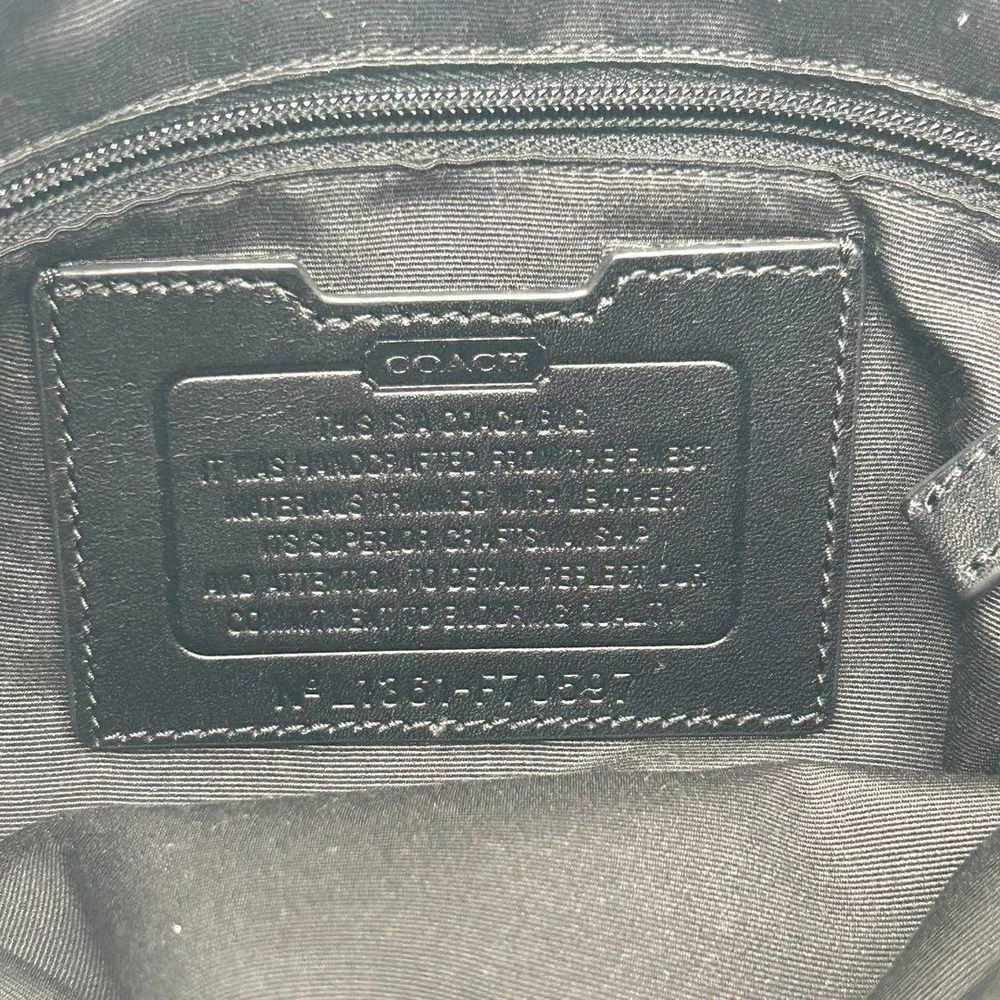 COACH
THIS IS A COACH BAG.
IT WAS HANDCRAFTED FROM THE FINEST
MATERIALS TRIMMED WITH LEATHER.
ITS SUPERIOR CRAFTSMANSHIP
AND ATTENTION TO DETAIL REFLECT OUR
COMMITMENT TO ENDURING QUALITY.
-F70597